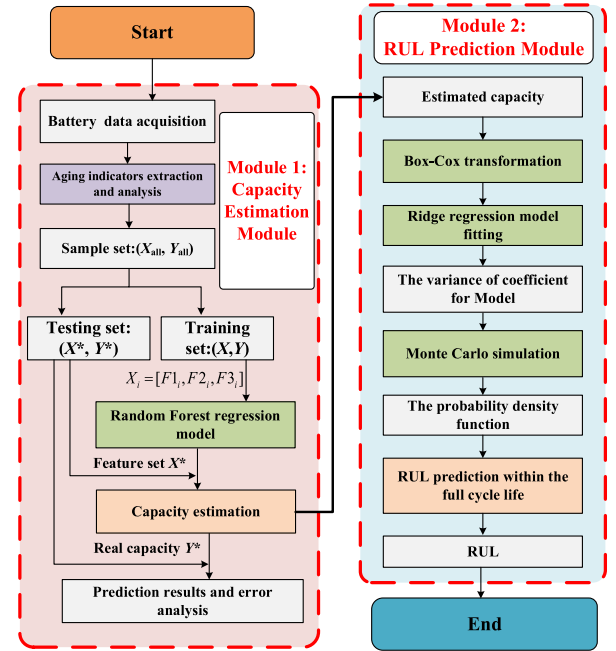 Start
Battery data acquisition
Aging indicators extraction
and analysis
Sample set:(Xall, Yall)
Module 1:
Capacity
Estimation
Module
Testing set:
(X*, Y*)
Training
set:(X,Y)
Xi = [F1i, F2i, F3i]
Random Forest regression
model
Feature set X*
Capacity estimation
Real capacity Y*
Prediction results and error
analysis
Module 2:
RUL Prediction Module
Estimated capacity
Box-Cox transformation
Ridge regression model
fitting
The variance of coefficient
for Model
Monte Carlo simulation
The probability density
function
RUL prediction within the
full cycle life
RUL
End